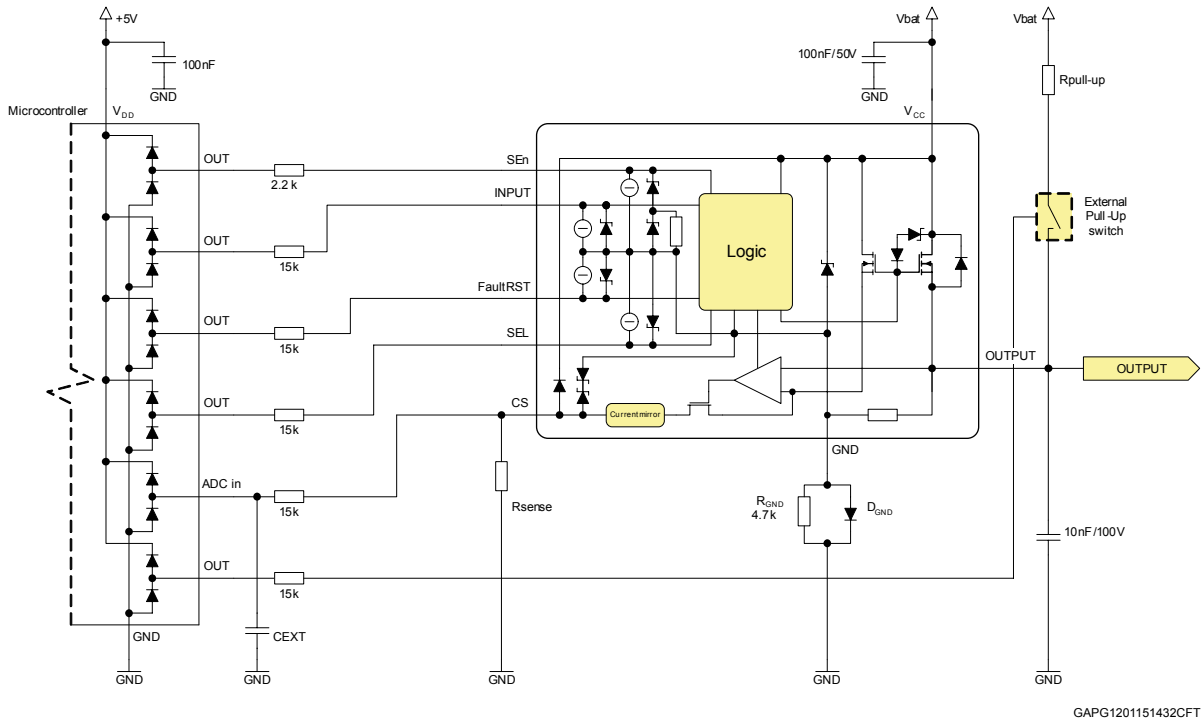 +5V
Vbat
Vbat
100nF
100nF/50V
GND
GND
Rpull-up
Microcontroller
VDD
VCC
OUT
SEn
2.2 k
INPUT
External
Pull-Up
switch
OUT
15k
Logic
FaultRST
OUT
15k
SEL
OUTPUT
OUTPUT
OUT
15k
CS
Current mirror
GND
ADC in
15k
Rsense
RGND
4.7k
DGND
10nF/100V
OUT
15k
GND
CEXT
GND
GND
GND
GND
GND
GAPG1201151432CFT